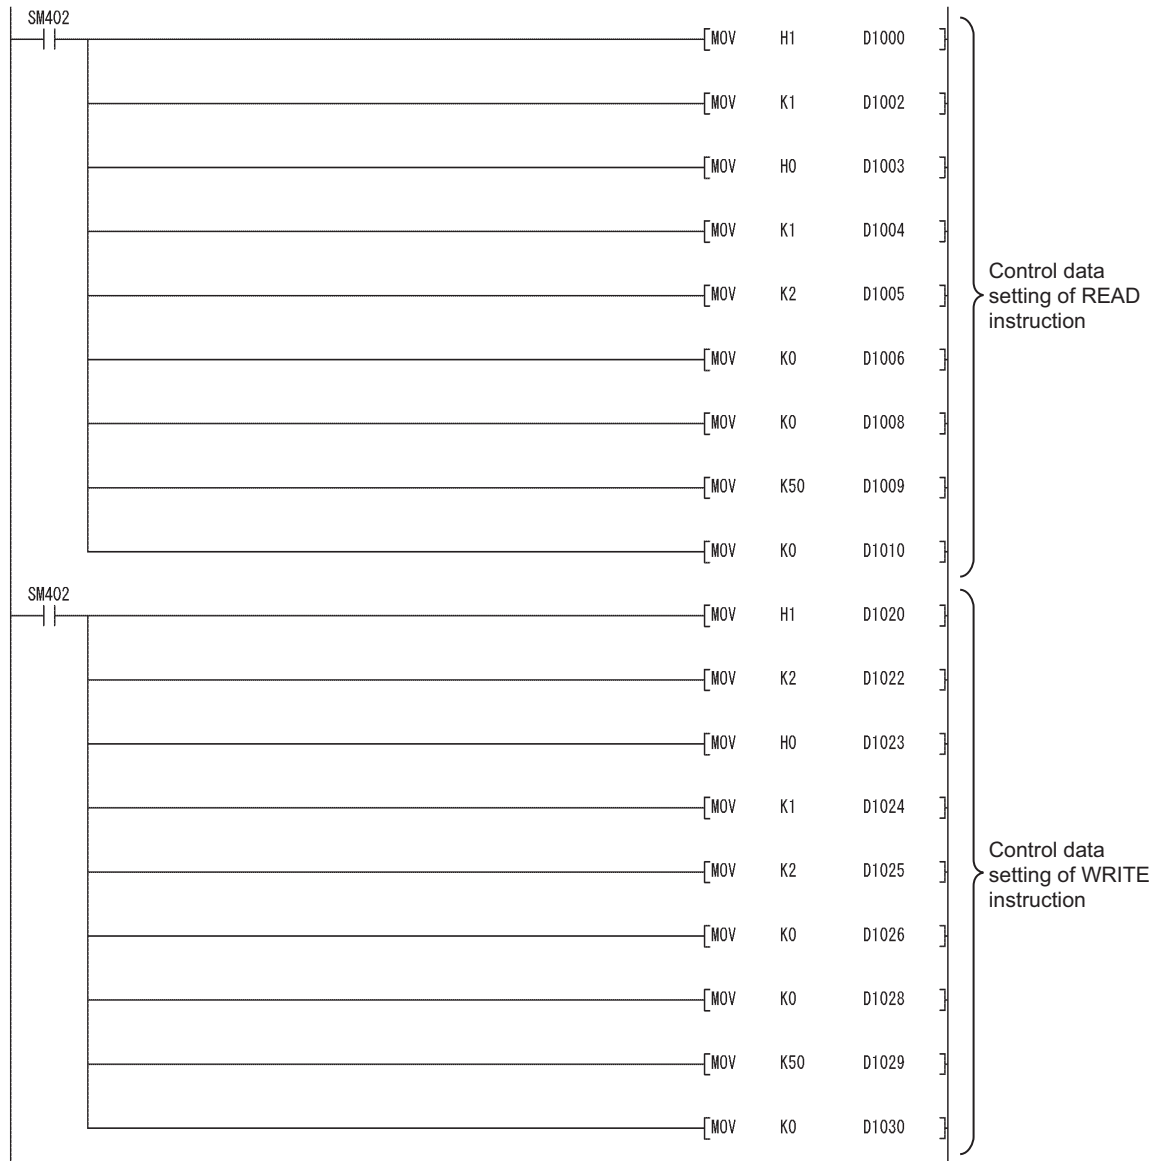 SM402
[MOV H1 D1000 ]
[MOV K1 D1002 ]
[MOV H0 D1003 ]
[MOV K1 D1004 ]
[MOV K2 D1005 ]
[MOV K0 D1006 ]
[MOV K0 D1008 ]
[MOV K50 D1009 ]
[MOV K0 D1010 ]
Control data
setting of READ
instruction
SM402
[MOV H1 D1020 ]
[MOV K2 D1022 ]
[MOV H0 D1023 ]
[MOV K1 D1024 ]
[MOV K2 D1025 ]
[MOV K0 D1026 ]
[MOV K0 D1028 ]
[MOV K50 D1029 ]
[MOV K0 D1030 ]
Control data
setting of WRITE
instruction